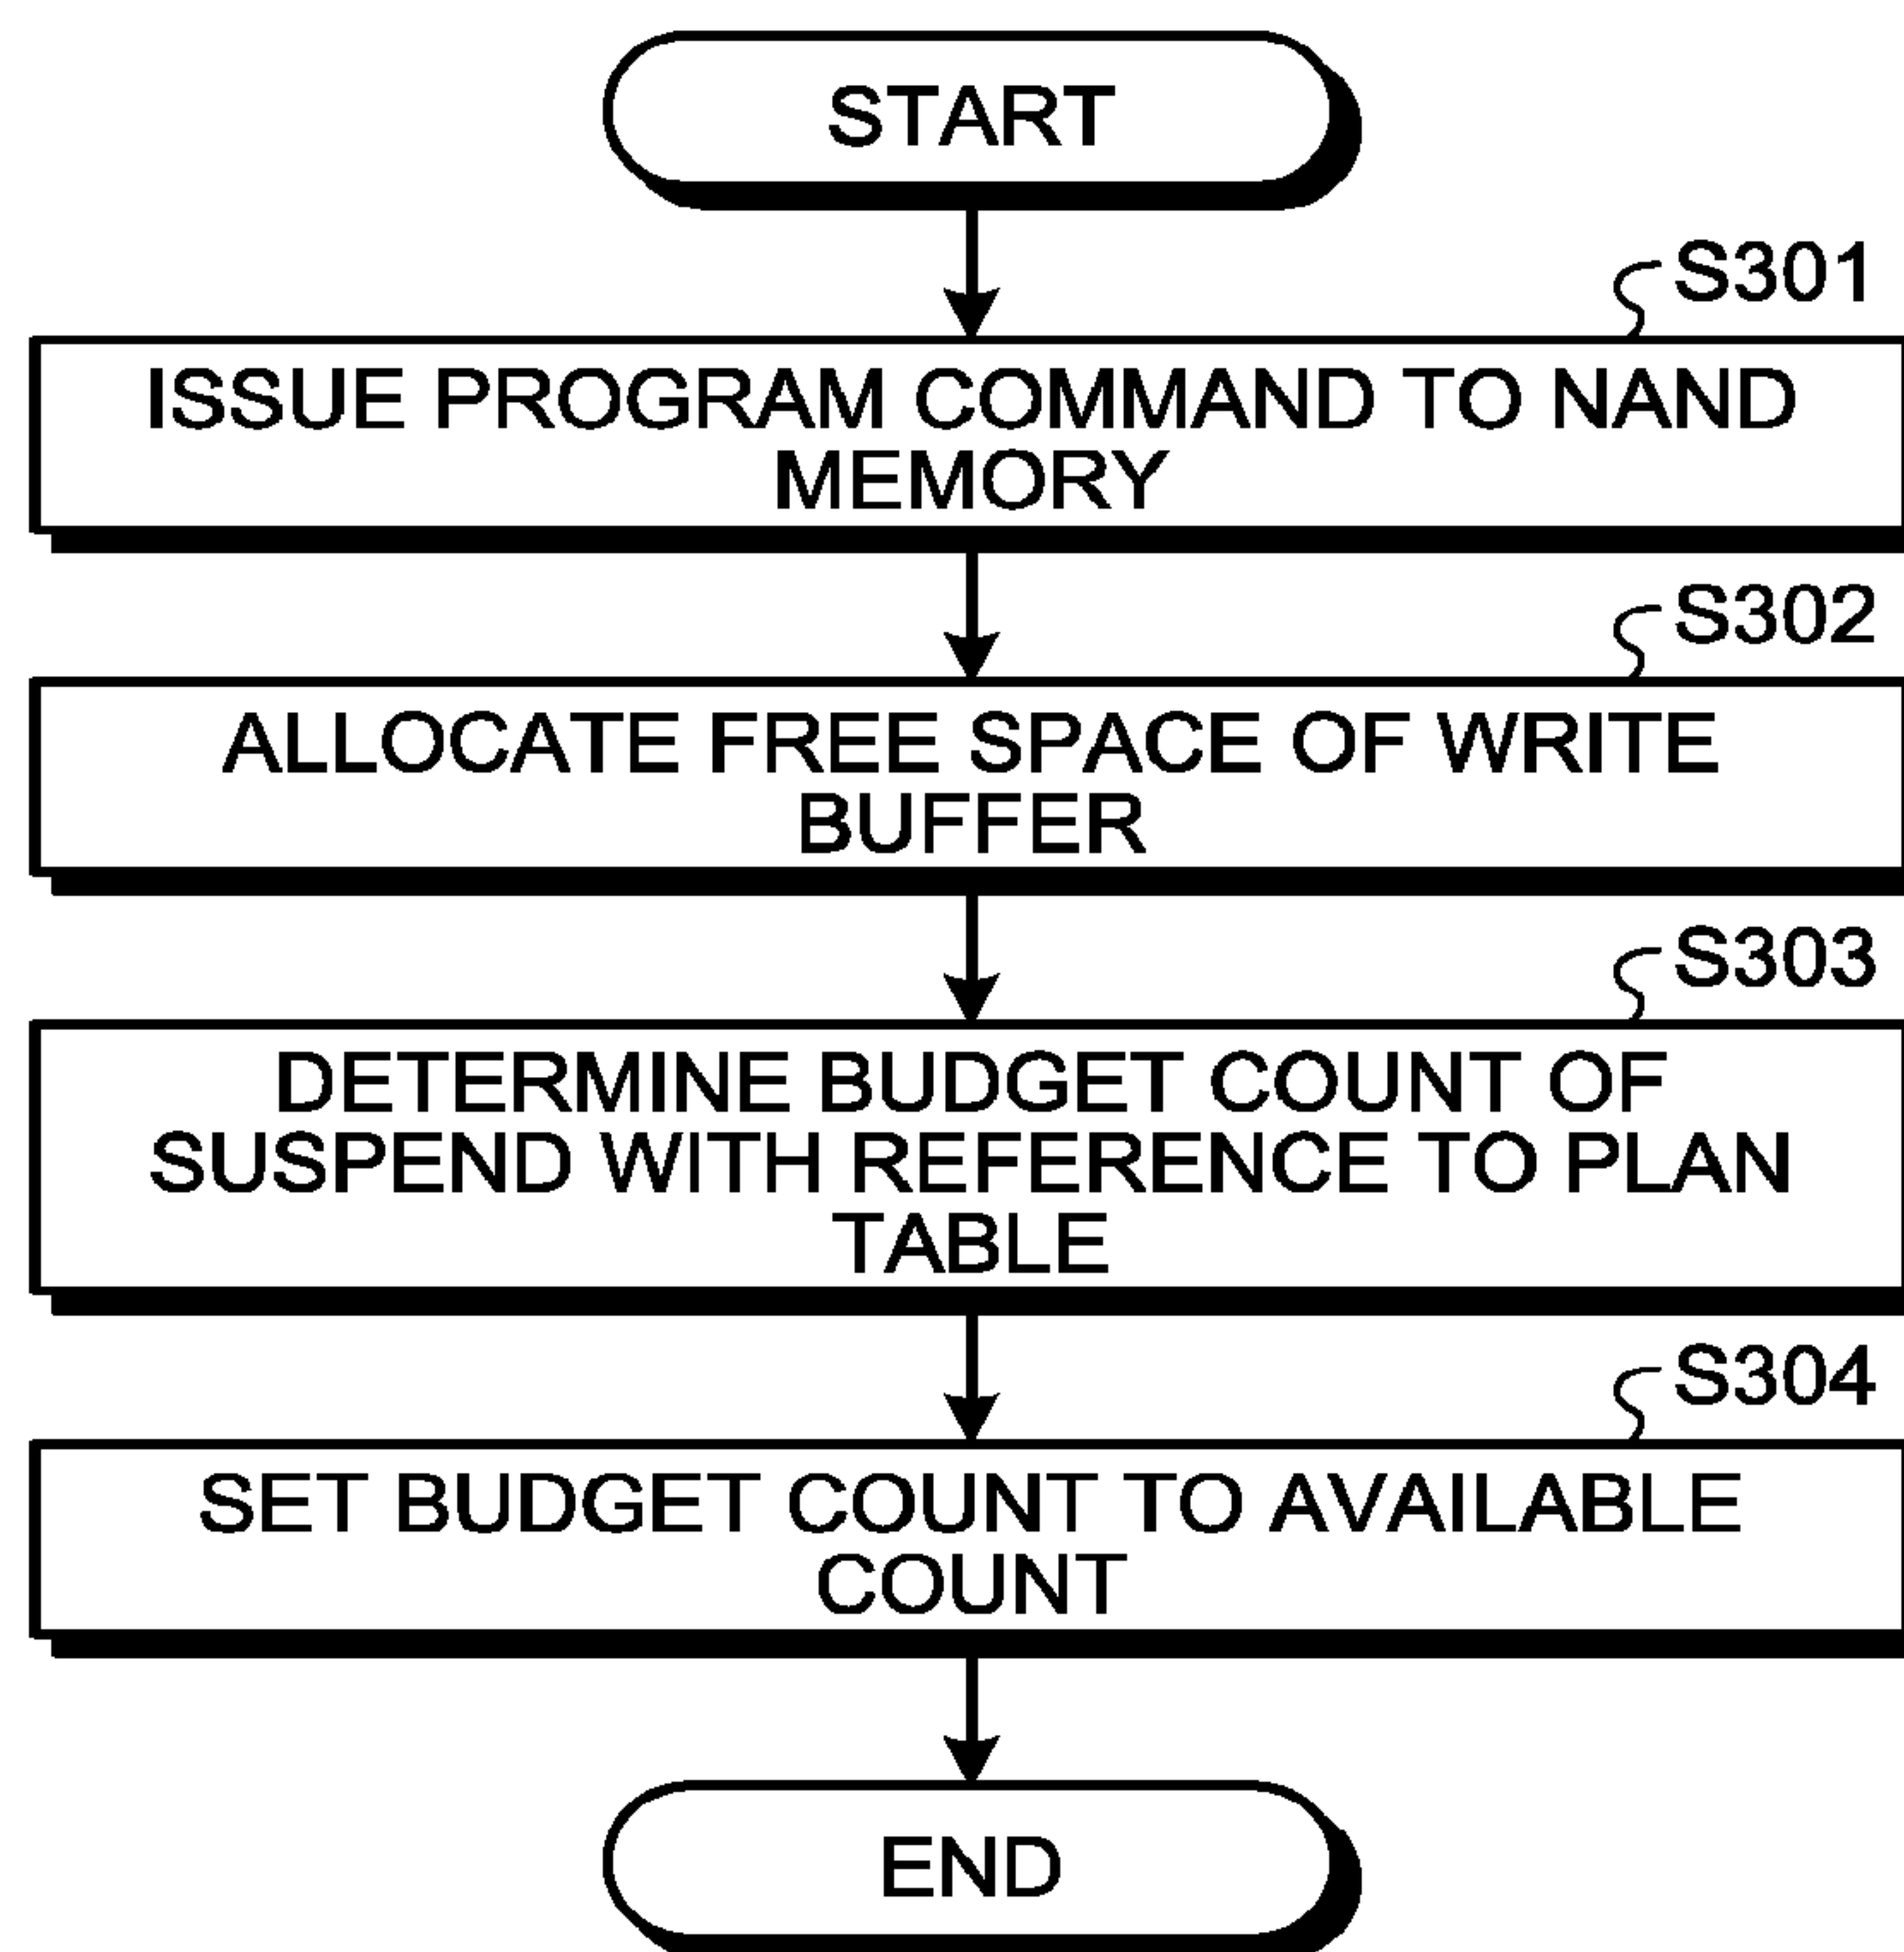 START
S301
ISSUE PROGRAM COMMAND TO NAND
MEMORY
S302
ALLOCATE FREE SPACE OF WRITE
BUFFER
S303
DETERMINE BUDGET COUNT OF
SUSPEND WITH REFERENCE TO PLAN
TABLE
S304
SET BUDGET COUNT TO AVAILABLE
COUNT
END